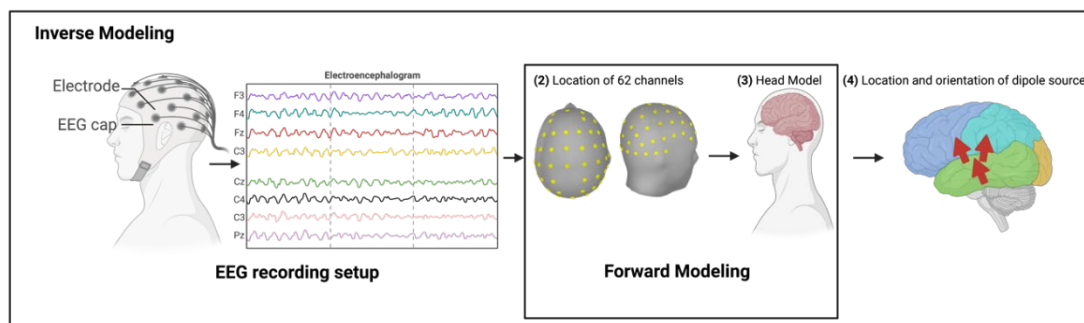 Inverse Modeling
Electrode
EEG cap
Electroencephalogram
F3
F4
Fz
C3
Cz
C4
C3
Pz
EEG recording setup
(2) Location of 62 channels
(3) Head Model
Forward Modeling
(4) Location and orientation of dipole source